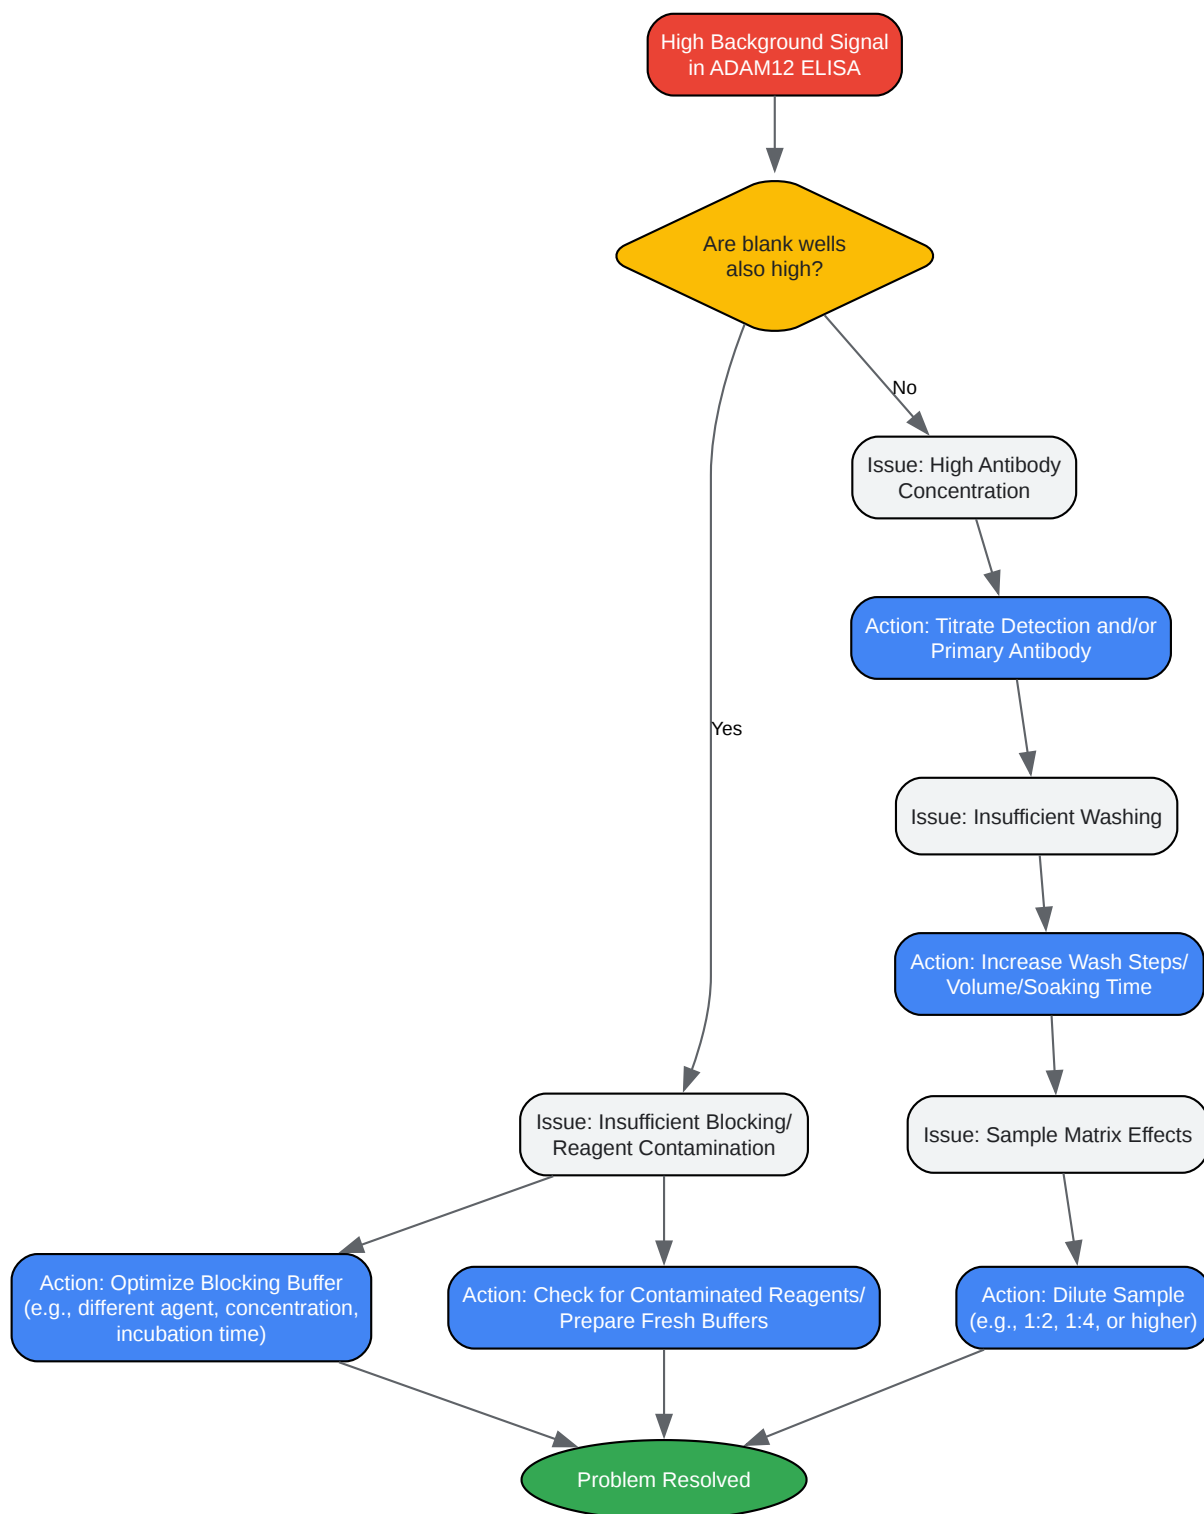 High Background Signal
in ADAM12 ELISA
Are blank wells
also high?
No
Issue: High Antibody
Concentration
Action: Titrate Detection and/or
Primary Antibody
Yes
Issue: Insufficient Washing
Action: Increase Wash Steps/
Volume/Soaking Time
Issue: Insufficient Blocking/
Reagent Contamination
Issue: Sample Matrix Effects
Action: Optimize Blocking Buffer
(e.g., different agent, concentration,
incubation time)
Action: Check for Contaminated Reagents/
Prepare Fresh Buffers
Action: Dilute Sample
(e.g., 1:2, 1:4, or higher)
Problem Resolved